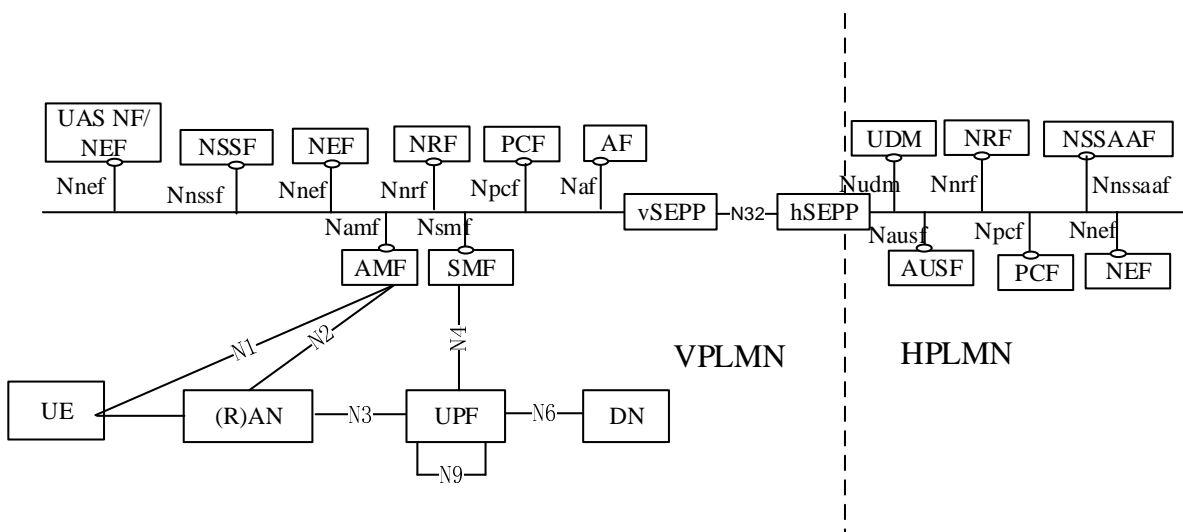 UAS NF/
NEF
NSSF
NEF
NRF
PCF
AF
UDM
NRF
NSSAAF
Nnef
Nnssf
Nnef
Nnrf
Npcf
Naf
Nudm
Nnrf
Nnssaaf
vSEPP
N32
hSEPP
Namf
Nsmf
Nausf
Npcf
Nnef
AMF
SMF
AUSF
PCF
NEF
N1
N2
N4
VPLMN
HPLMN
UE
(R)AN
N3
UPF
N6
DN
N9